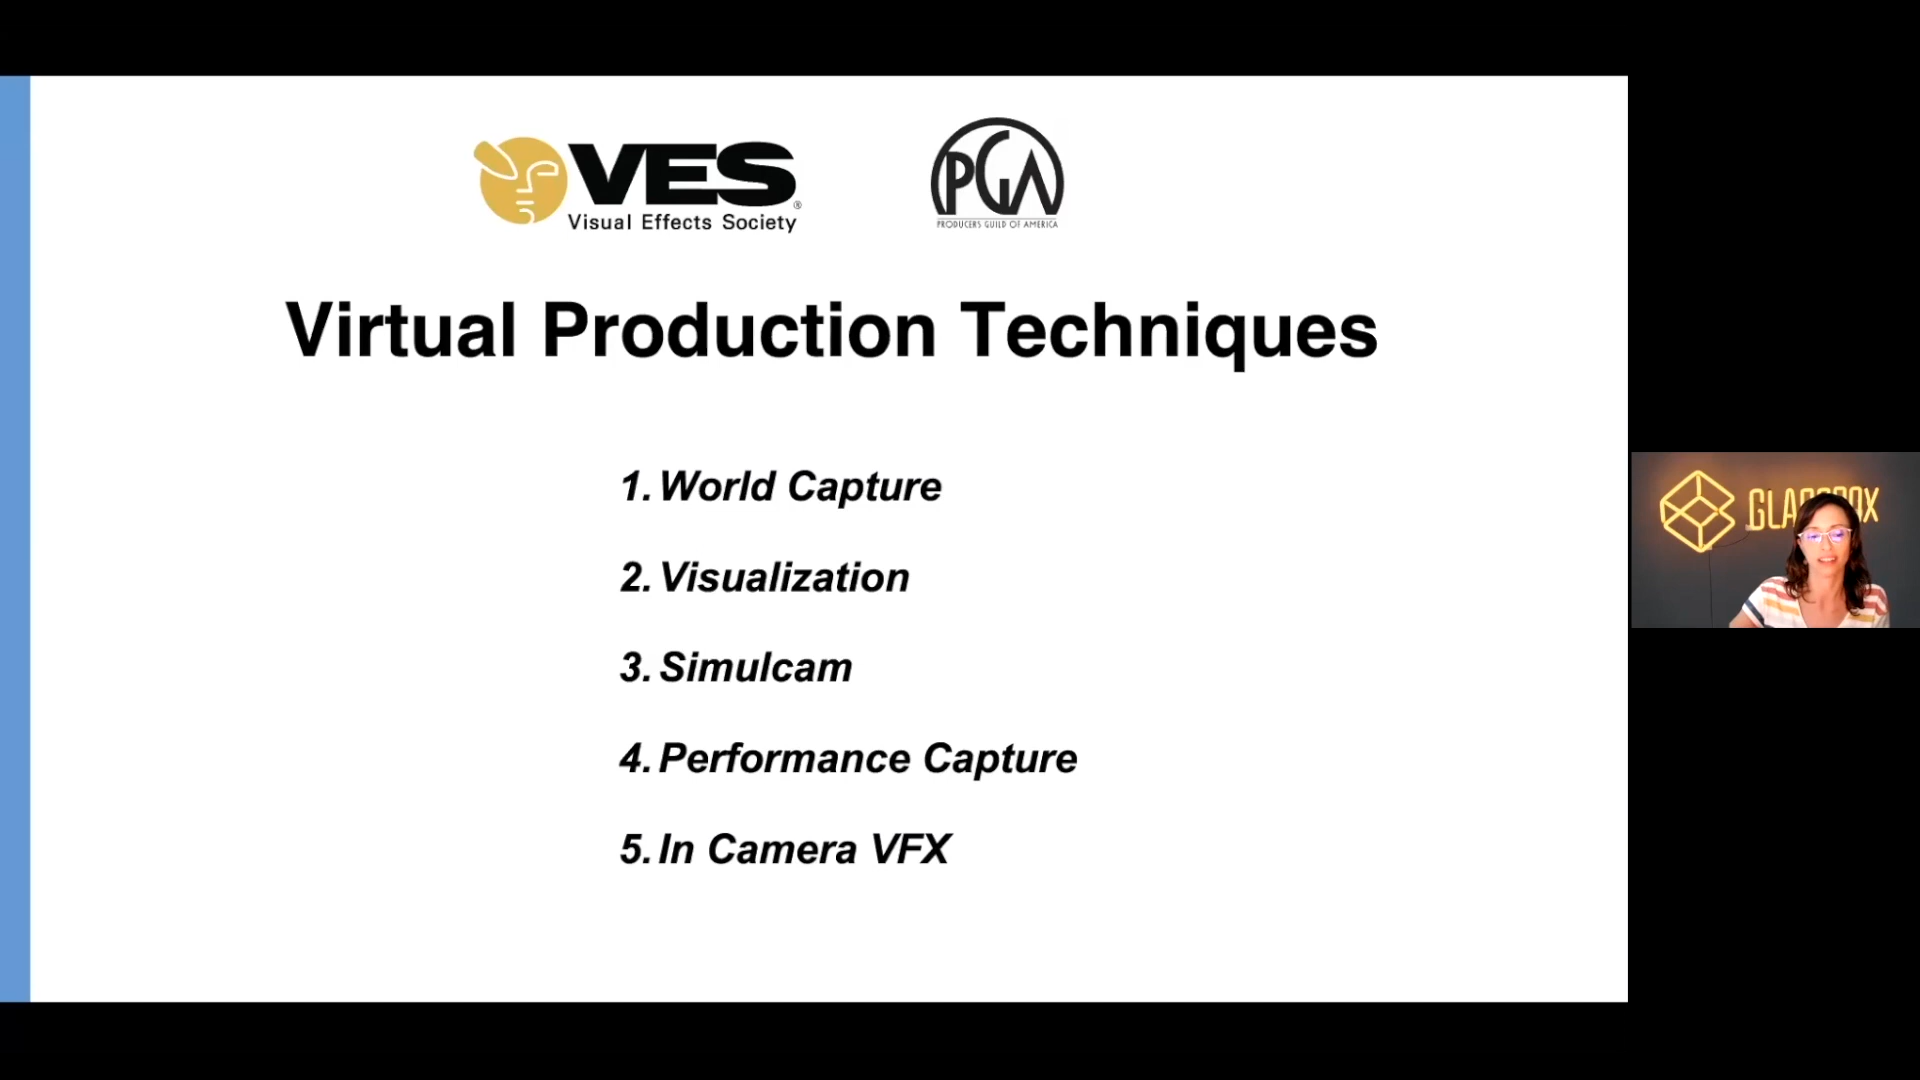 VES®
Visual Effects Society
PGA
PRODUCERS GUILD OF AMERICA
Virtual Production Techniques
1. World Capture
2. Visualization
3. Simulcam
4. Performance Capture
5. In Camera VFX